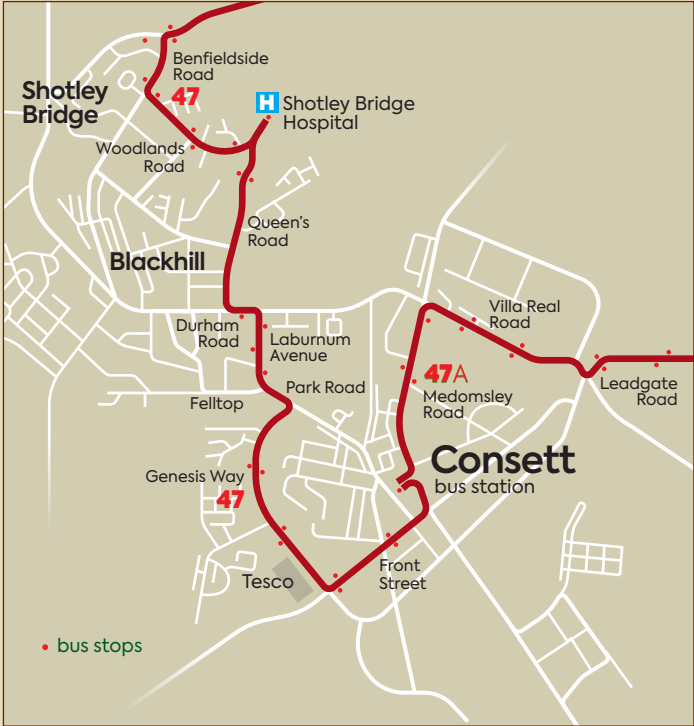 Benfieldside
Road
47
Shotley
Bridge
H Shotley Bridge
Hospital
Woodlands
Road
Queen's
Road
Blackhill
Villa Real
Road
Durham
Road
Laburnum
Avenue
47A
Medomsley
Road
Leadgate
Road
Park Road
Felltop
Consett
bus station
Genesis Way
47
Front
Street
Tesco
bus stops